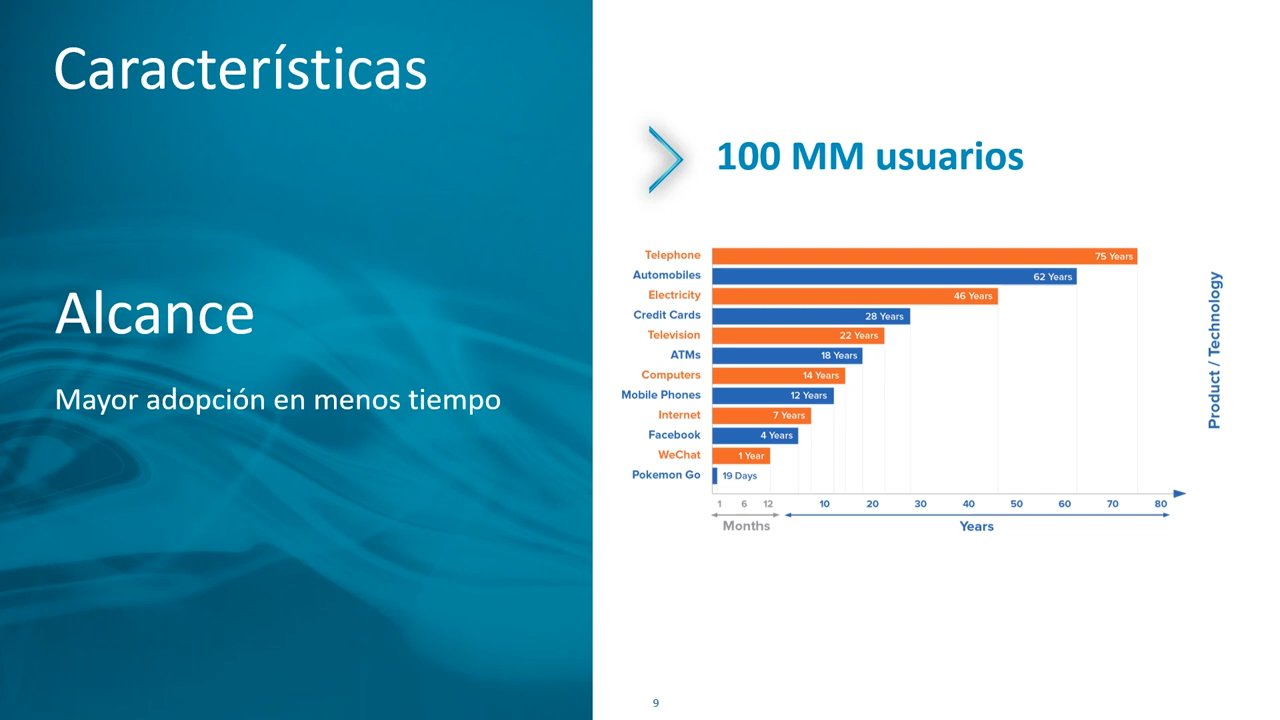 Características
Alcance
Mayor adopción en menos tiempo
100 MM usuarios
Telephone 75 Years
Automobiles 62 Years
Electricity 46 Years
Credit Cards 28 Years
Television 22 Years
ATMs 18 Years
Computers 14 Years
Mobile Phones 12 Years
Internet 7 Years
Facebook 4 Years
WeChat 1 Year
Pokemon Go 19 Days
1 6 12 10 20 30 40 50 60 70 80
Months Years
Product / Technology
9